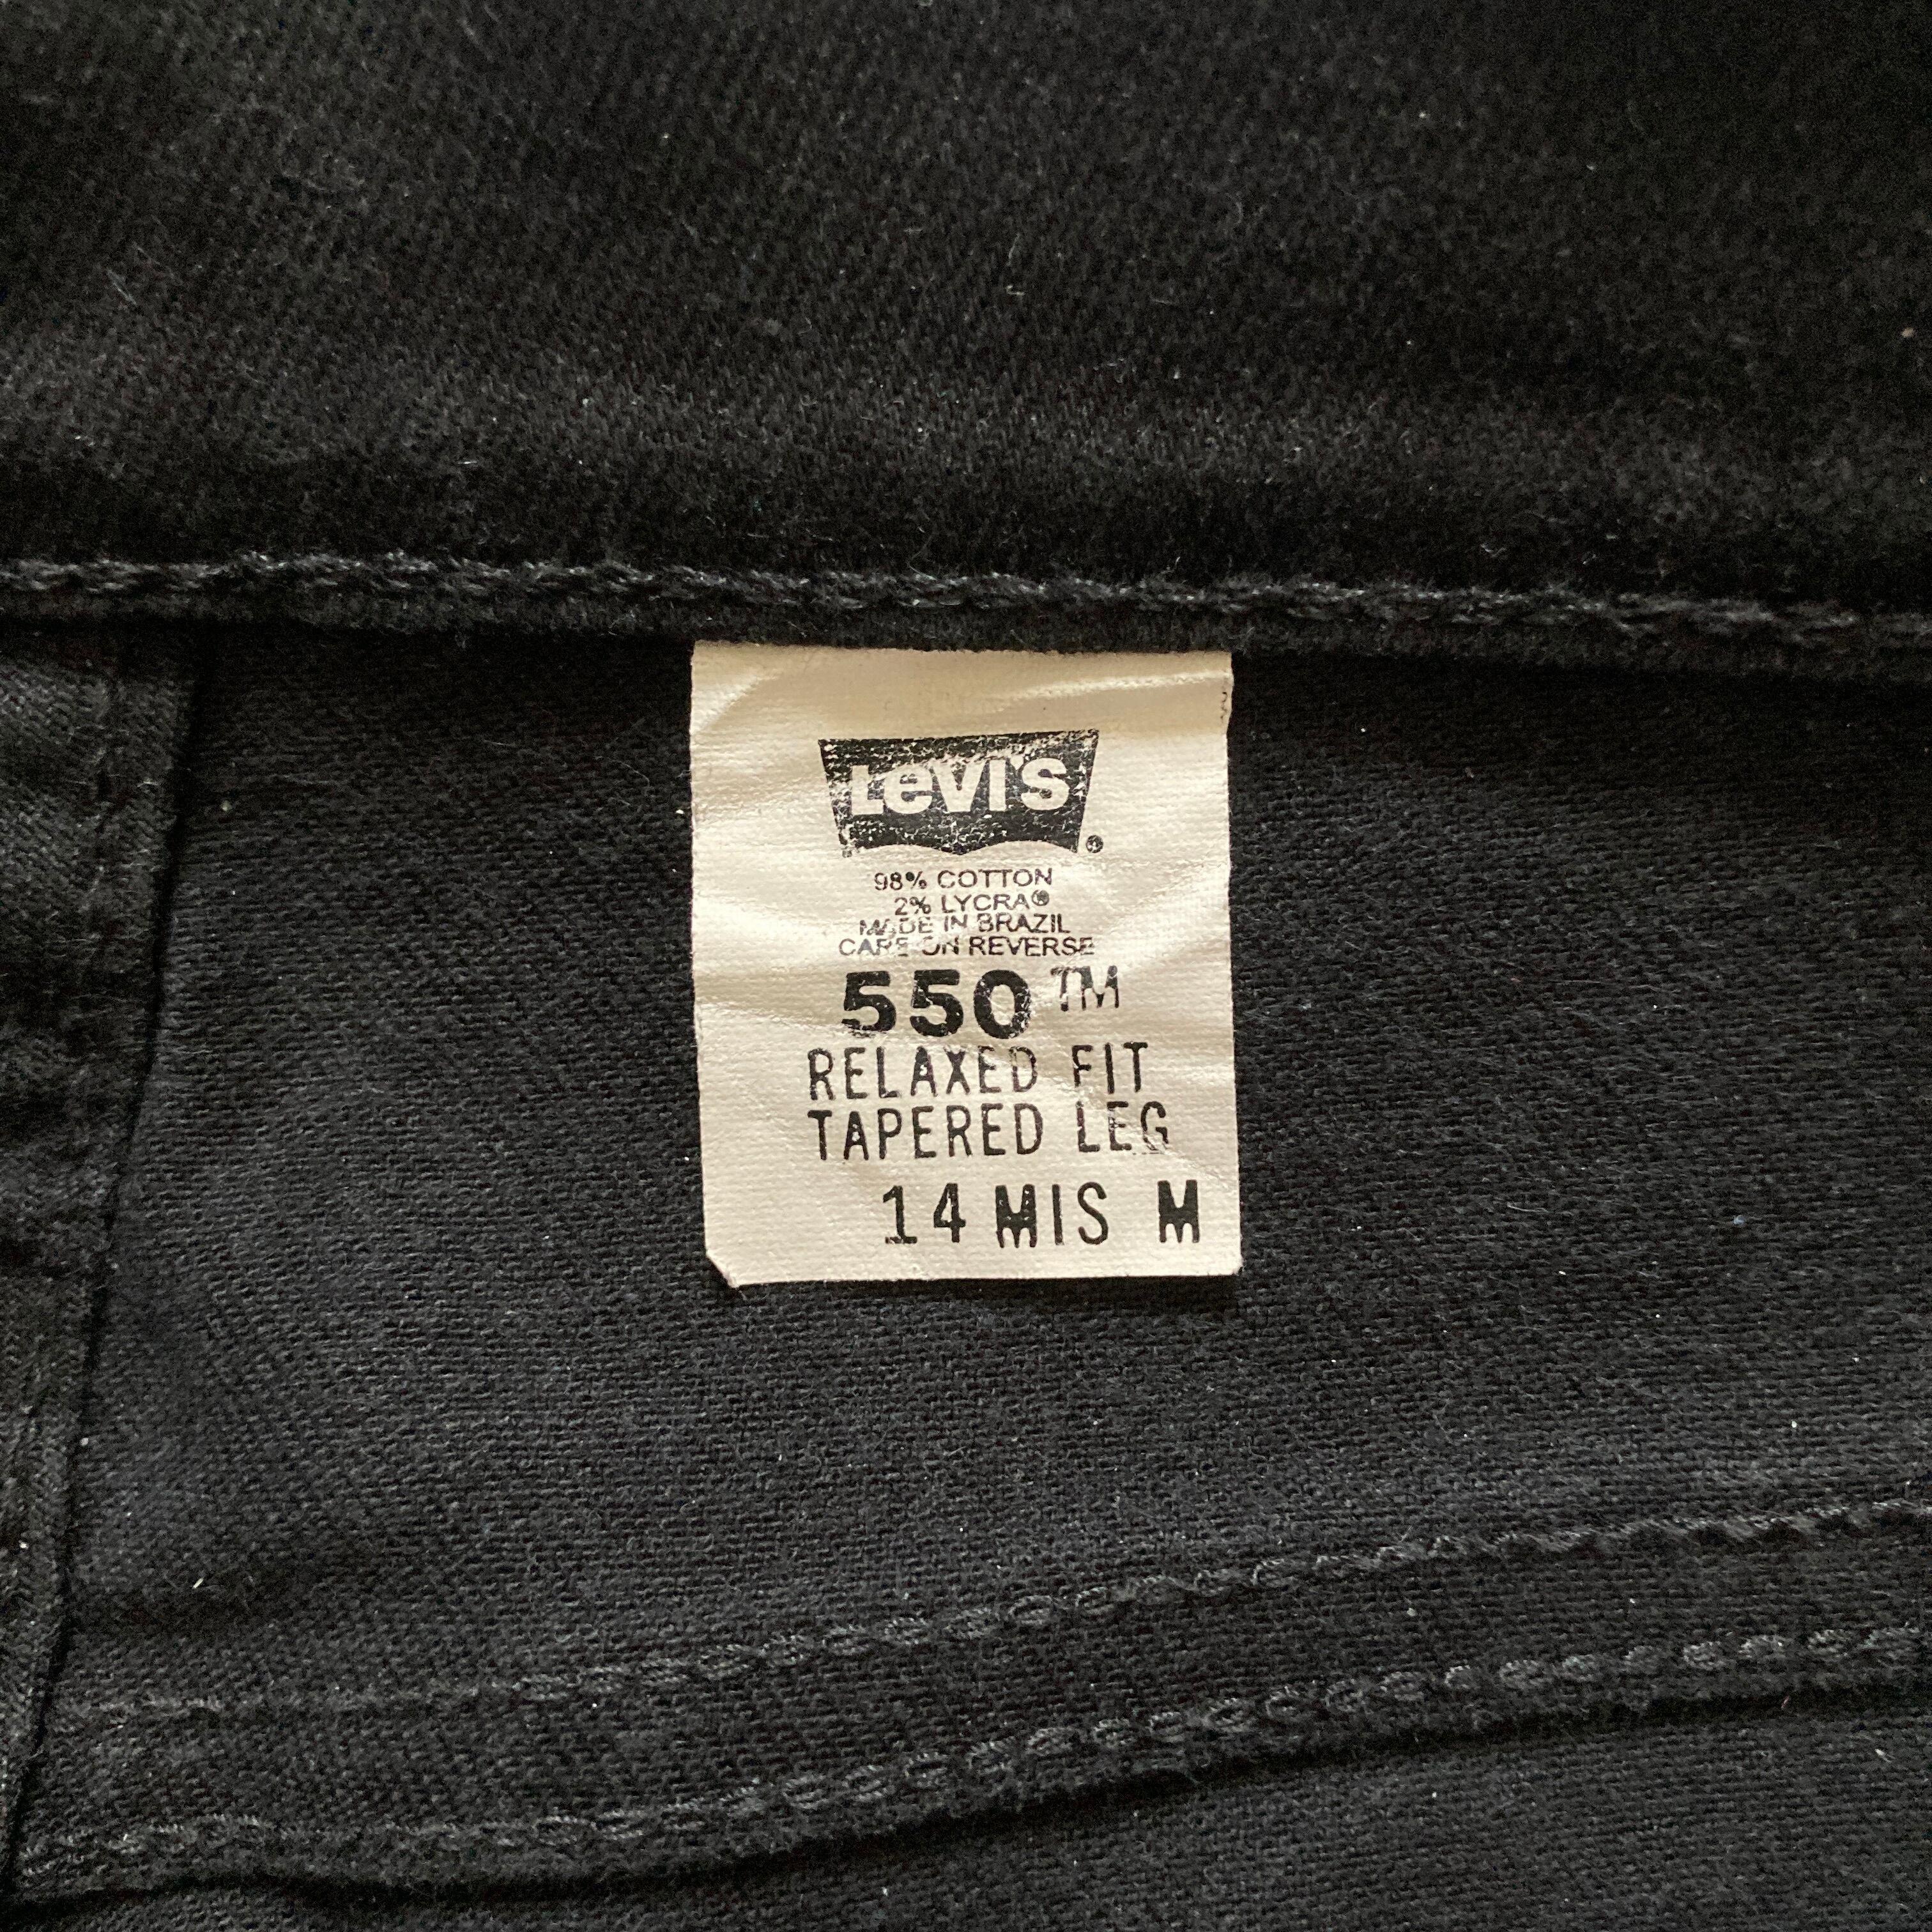 LEVI'S®
98% COTTON
2% LYCRA®
MADE IN BRAZIL
CARE ON REVERSE
550™
RELAXED FIT
TAPERED LEG
14 MIS M